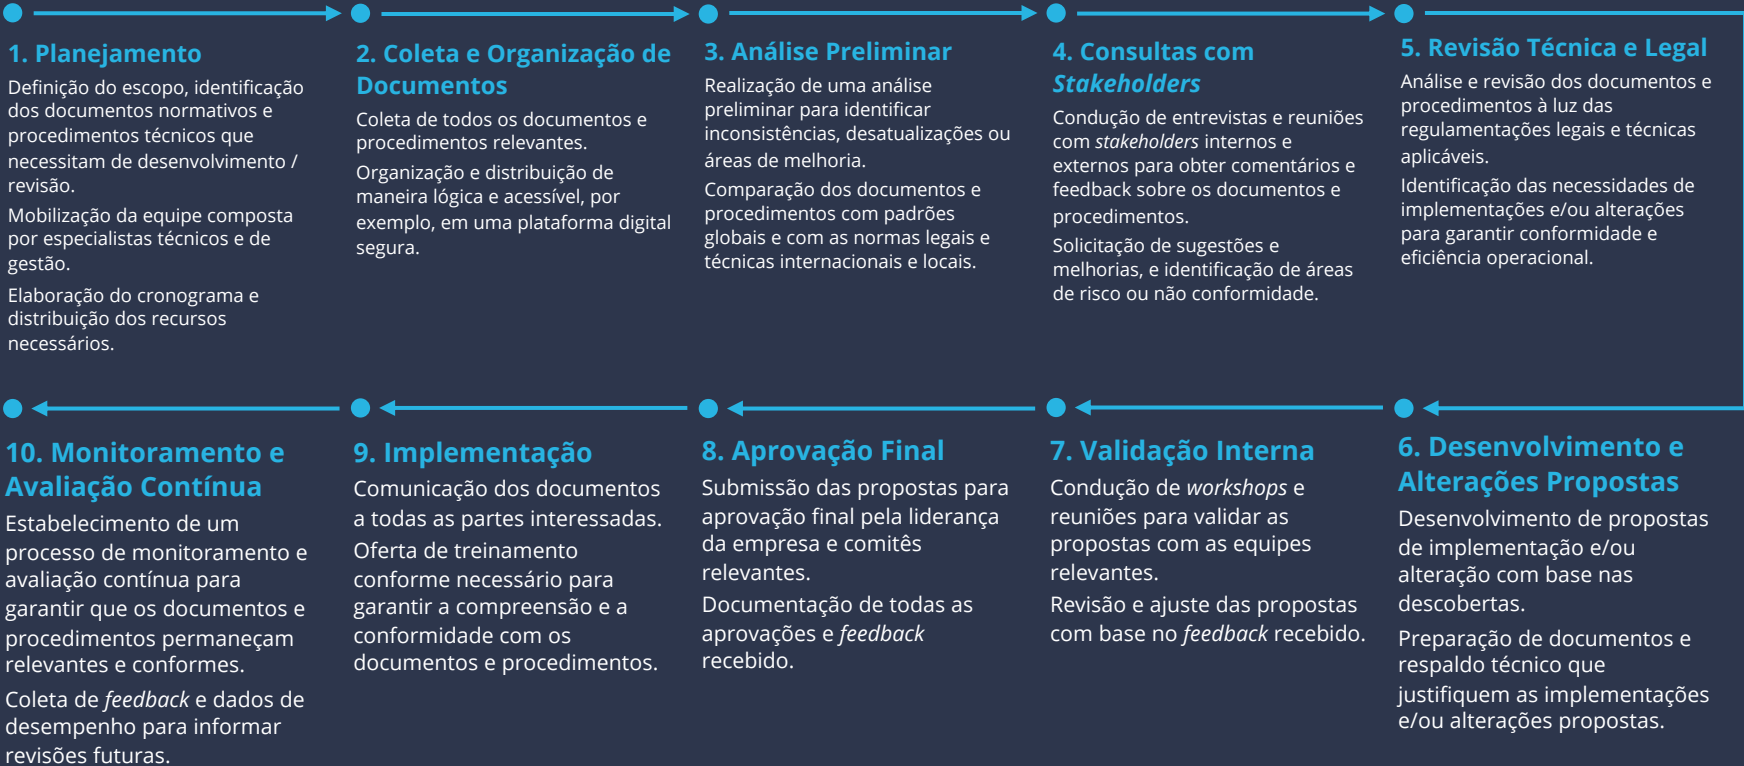 1. Planejamento
Definição do escopo, identificação
dos documentos normativos e
procedimentos técnicos que
necessitam de desenvolvimento /
revisão.
Mobilização da equipe composta
por especialistas técnicos e de
gestão.
Elaboração do cronograma e
distribuição dos recursos
necessários.
2. Coleta e Organização de
Documentos
Coleta de todos os documentos e
procedimentos relevantes.
Organização e distribuição de
maneira lógica e acessível, por
exemplo, em uma plataforma digital
segura.
3. Análise Preliminar
Realização de uma análise
preliminar para identificar
inconsistências, desatualizações ou
áreas de melhoria.
Comparação dos documentos e
procedimentos com padrões
globais e com as normas legais e
técnicas internacionais e locais.
4. Consultas com
Stakeholders
Condução de entrevistas e reuniões
com stakeholders internos e
externos para obter comentários e
feedback sobre os documentos e
procedimentos.
Solicitação de sugestões e
melhorias, e identificação de áreas
de risco ou não conformidade.
5. Revisão Técnica e Legal
Análise e revisão dos documentos e
procedimentos à luz das
regulamentações legais e técnicas
aplicáveis.
Identificação das necessidades de
implementações e/ou alterações
para garantir conformidade e
eficiência operacional.
6. Desenvolvimento e
Alterações Propostas
Desenvolvimento de propostas
de implementação e/ou
alteração com base nas
descobertas.
Preparação de documentos e
respaldo técnico que
justifiquem as implementações
e/ou alterações propostas.
7. Validação Interna
Condução de workshops e
reuniões para validar as
propostas com as equipes
relevantes.
Revisão e ajuste das propostas
com base no feedback recebido.
8. Aprovação Final
Submissão das propostas para
aprovação final pela liderança
da empresa e comitês
relevantes.
Documentação de todas as
aprovações e feedback
recebido.
9. Implementação
Comunicação dos documentos
a todas as partes interessadas.
Oferta de treinamento
conforme necessário para
garantir a compreensão e a
conformidade com os
documentos e procedimentos.
10. Monitoramento e
Avaliação Contínua
Estabelecimento de um
processo de monitoramento e
avaliação contínua para
garantir que os documentos e
procedimentos permaneçam
relevantes e conformes.
Coleta de feedback e dados de
desempenho para informar
revisões futuras.